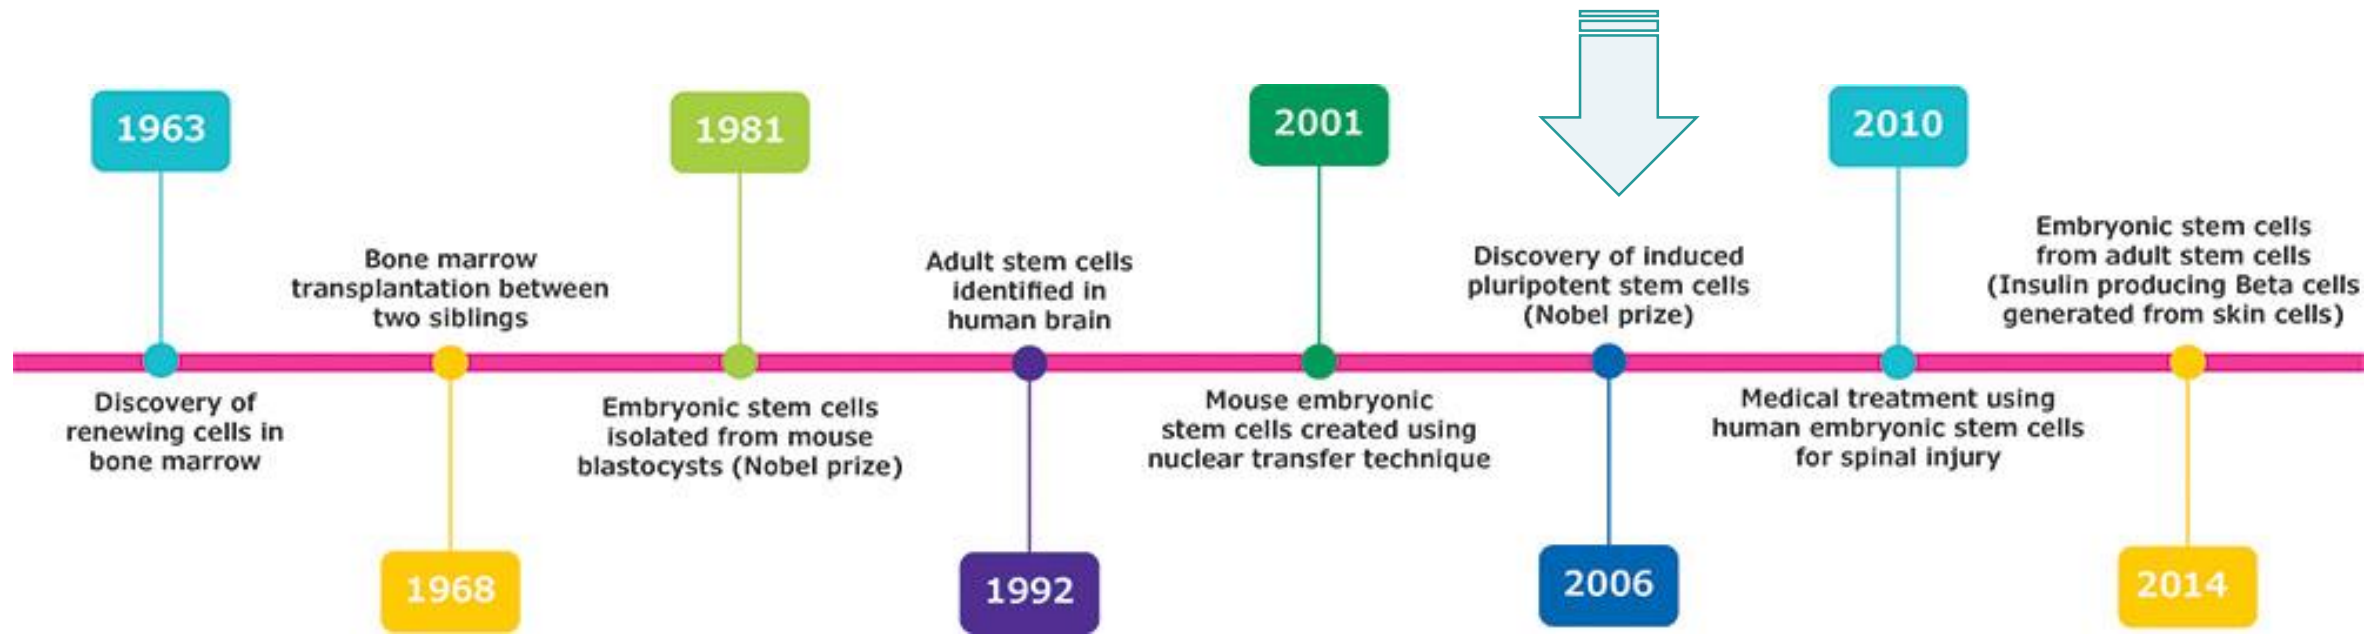 1963
Discovery of
renewing cells in
bone marrow
Bone marrow
transplantation between
two siblings
1968
1981
Embryonic stem cells
isolated from mouse
blastocysts (Nobel prize)
Adult stem cells
identified in
human brain
1992
2001
Mouse embryonic
stem cells created using
nuclear transfer technique
Discovery of induced
pluripotent stem cells
(Nobel prize)
2006
2010
Medical treatment using
human embryonic stem cells
for spinal injury
Embryonic stem cells
from adult stem cells
(Insulin producing Beta cells
generated from skin cells)
2014